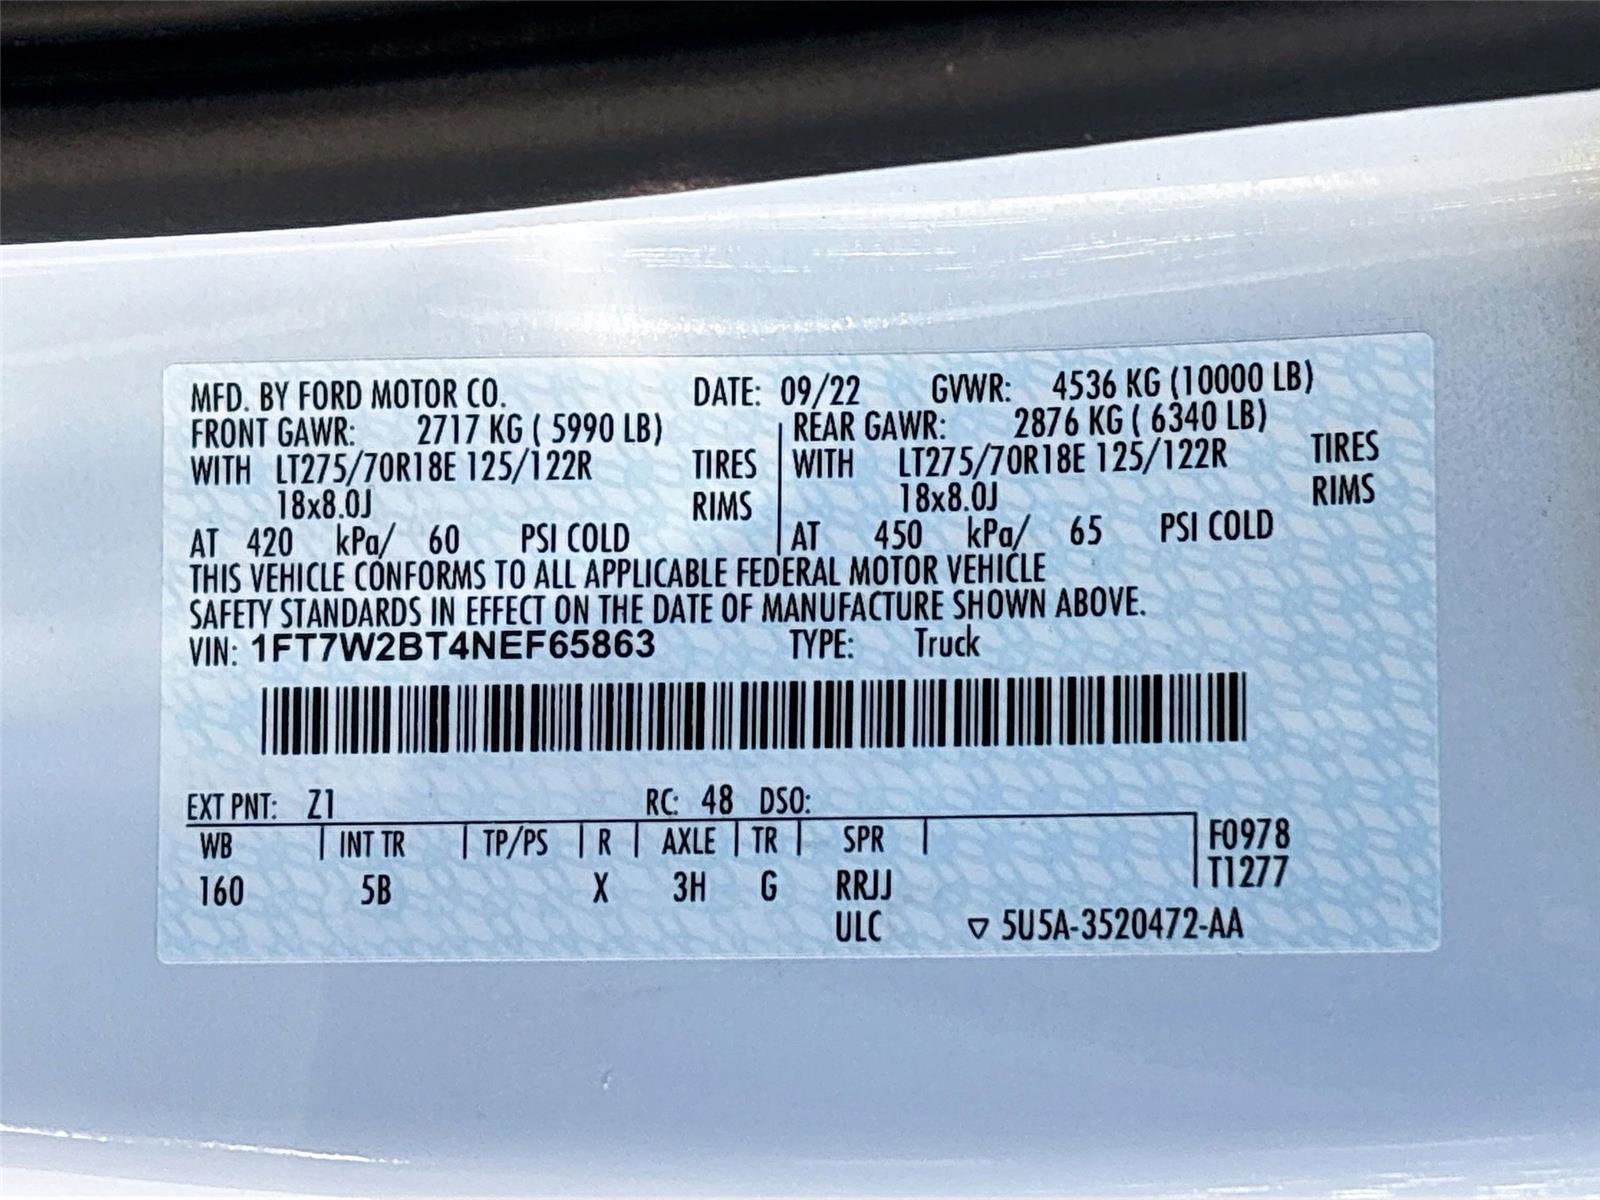 MFD. BY FORD MOTOR CO. DATE: 09/22 GVWR: 4536 KG (10000 LB)
FRONT GAWR: 2717 KG ( 5990 LB) REAR GAWR: 2876 KG ( 6340 LB)
WITH LT275/70R18E 125/122R TIRES WITH LT275/70R18E 125/122R TIRES
18x8.0J RIMS 18x8.0J RIMS
AT 420 kPa/ 60 PSI COLD AT 450 kPa/ 65 PSI COLD
THIS VEHICLE CONFORMS TO ALL APPLICABLE FEDERAL MOTOR VEHICLE
SAFETY STANDARDS IN EFFECT ON THE DATE OF MANUFACTURE SHOWN ABOVE.
VIN: 1FT7W2BT4NEF65863 TYPE: Truck
EXT PNT: Z1 RC: 48 DSO:
WB INT TR TP/PS R AXLE TR SPR F0978
T1277
160 5B X 3H G RRJJ
ULC ▽ 5U5A-3520472-AA